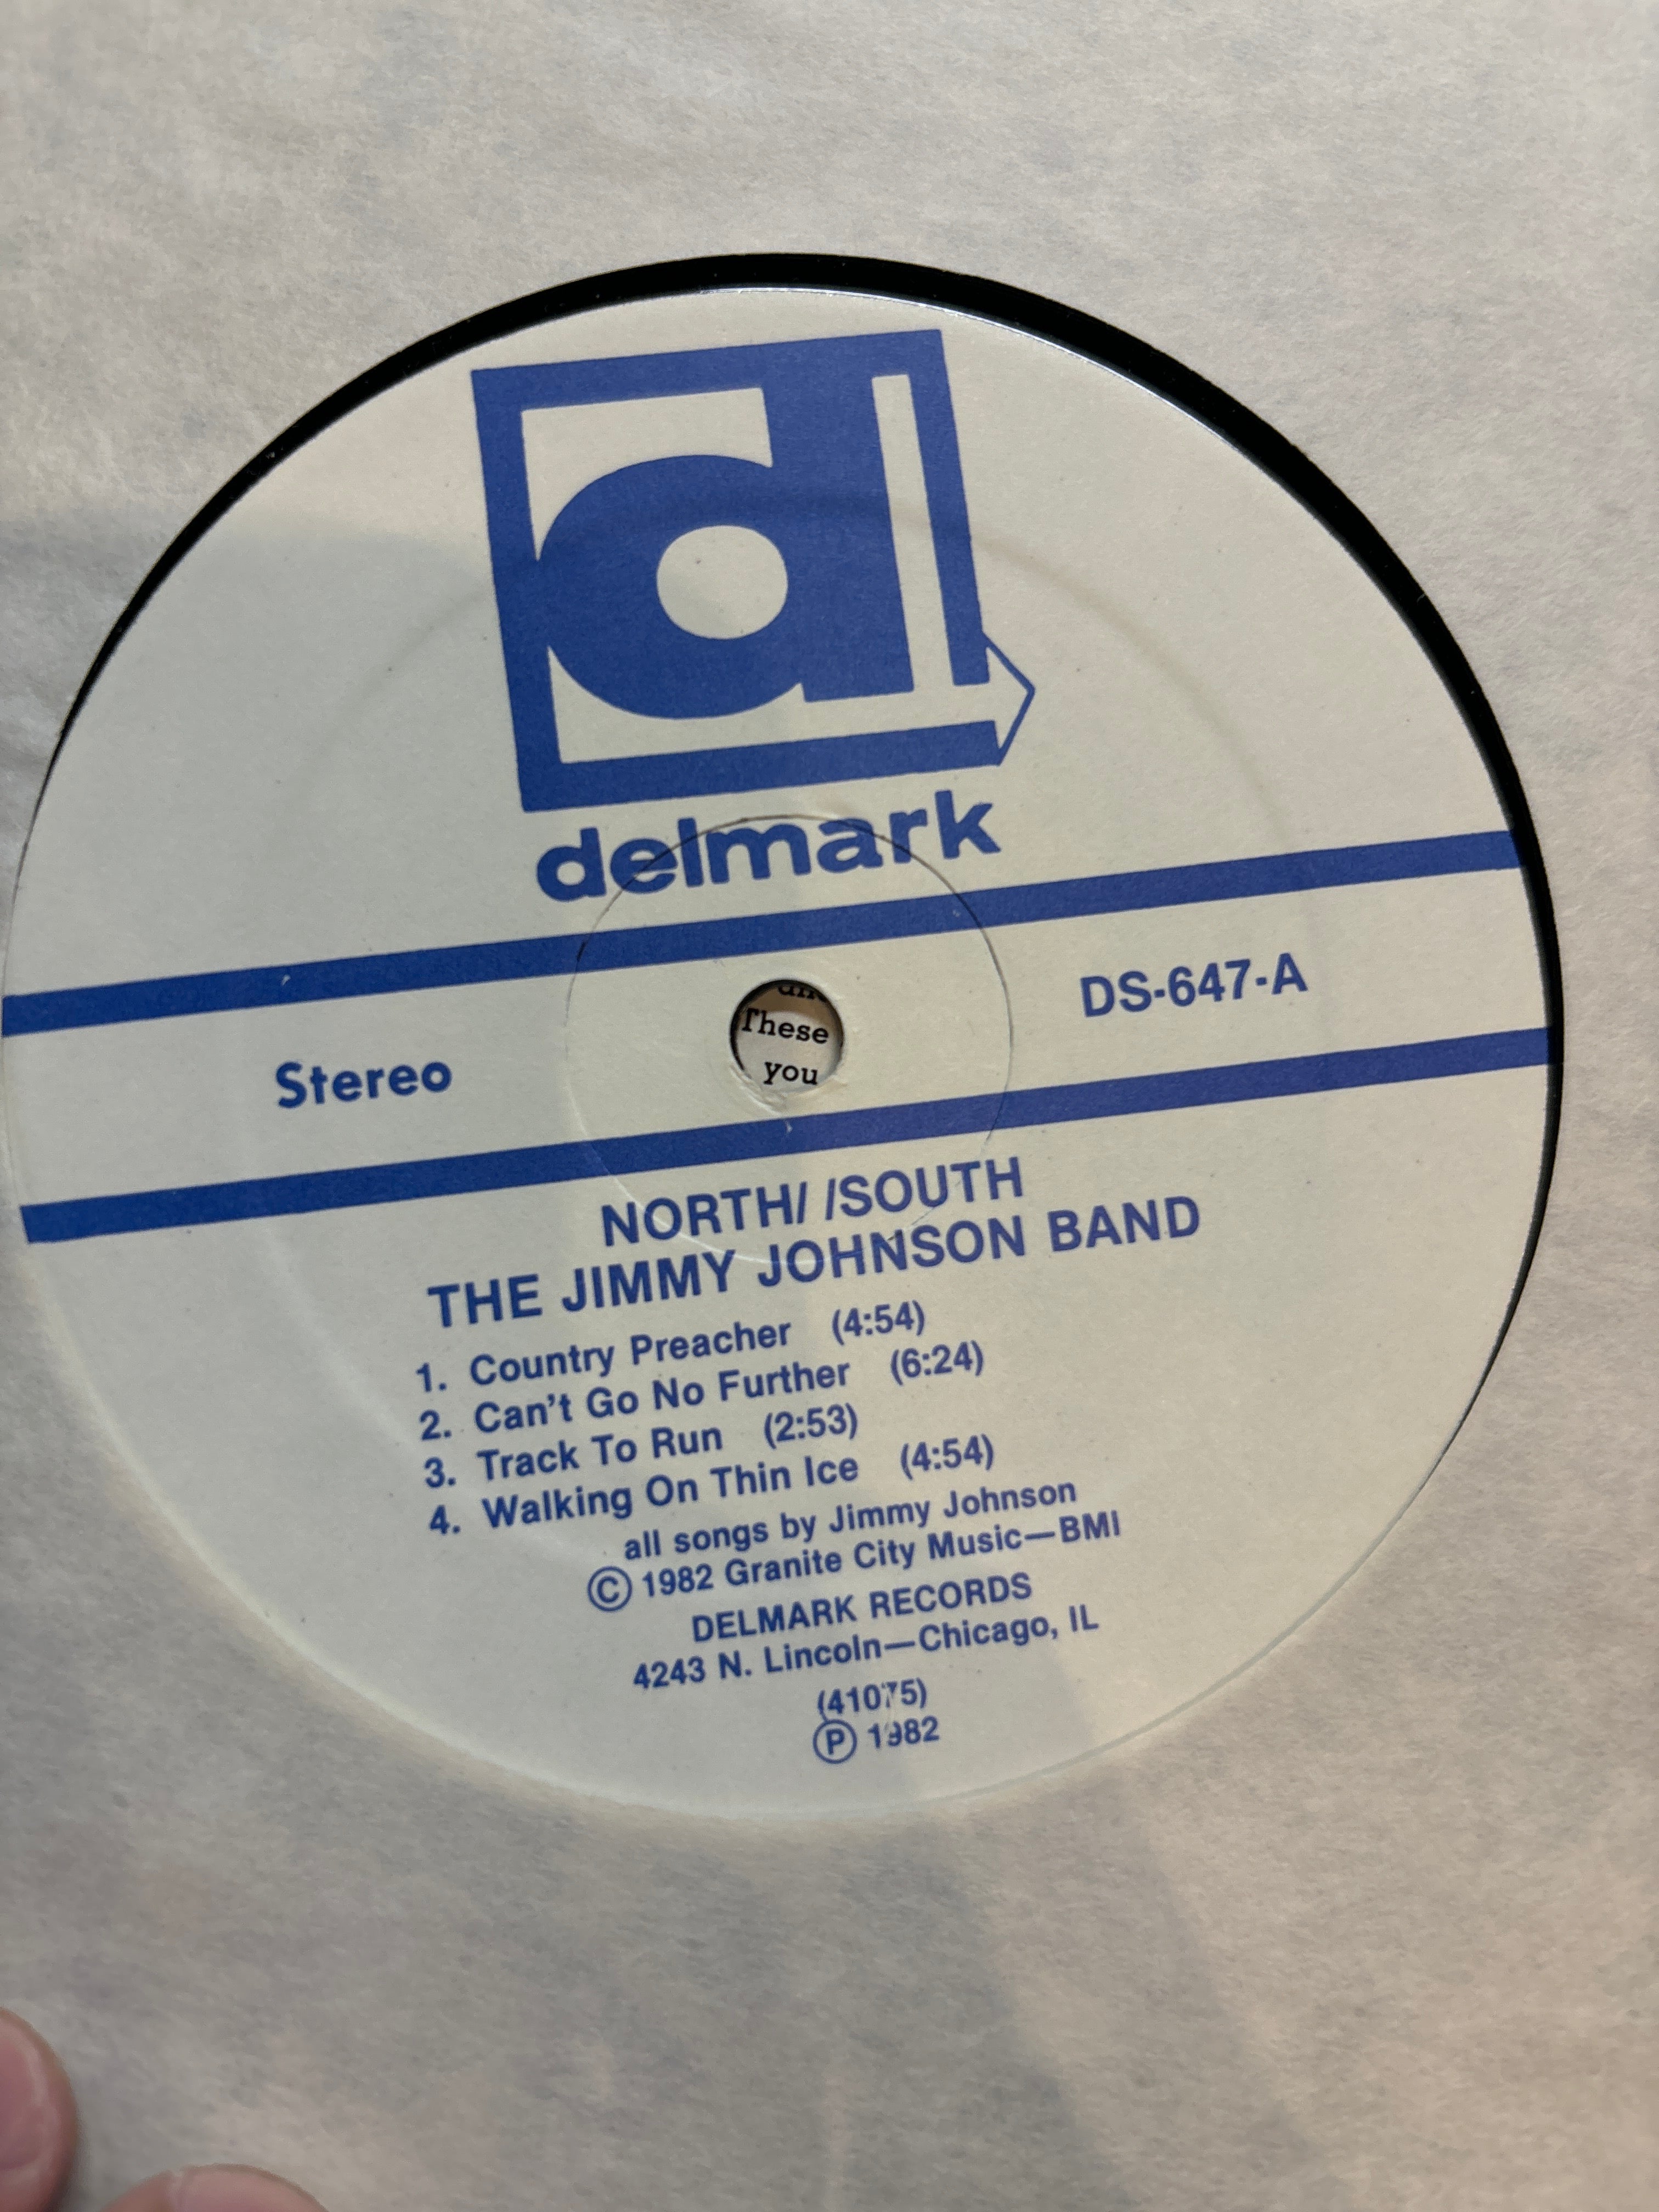 d
delmark
Stereo
DS-647-A
These
you
NORTH/ /SOUTH
THE JIMMY JOHNSON BAND
1. Country Preacher (4:54)
2. Can't Go No Further (6:24)
3. Track To Run (2:53)
4. Walking On Thin Ice (4:54)
all songs by Jimmy Johnson
Ⓒ 1982 Granite City Music—BMI
DELMARK RECORDS
4243 N. Lincoln—Chicago, IL
(41075)
Ⓟ 1982